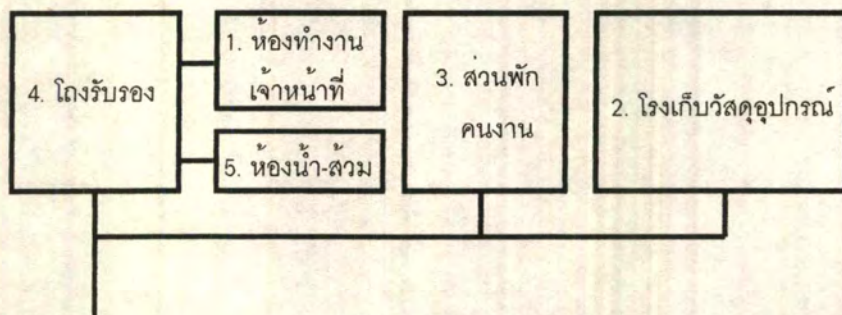 4. โถงรับรอง
1. ห้องทำงาน
เจ้าหน้าที่
5. ห้องน้ำ-ส้วม
3. ส่วนพัก
คนงาน
2. โรงเก็บวัสดุอุปกรณ์